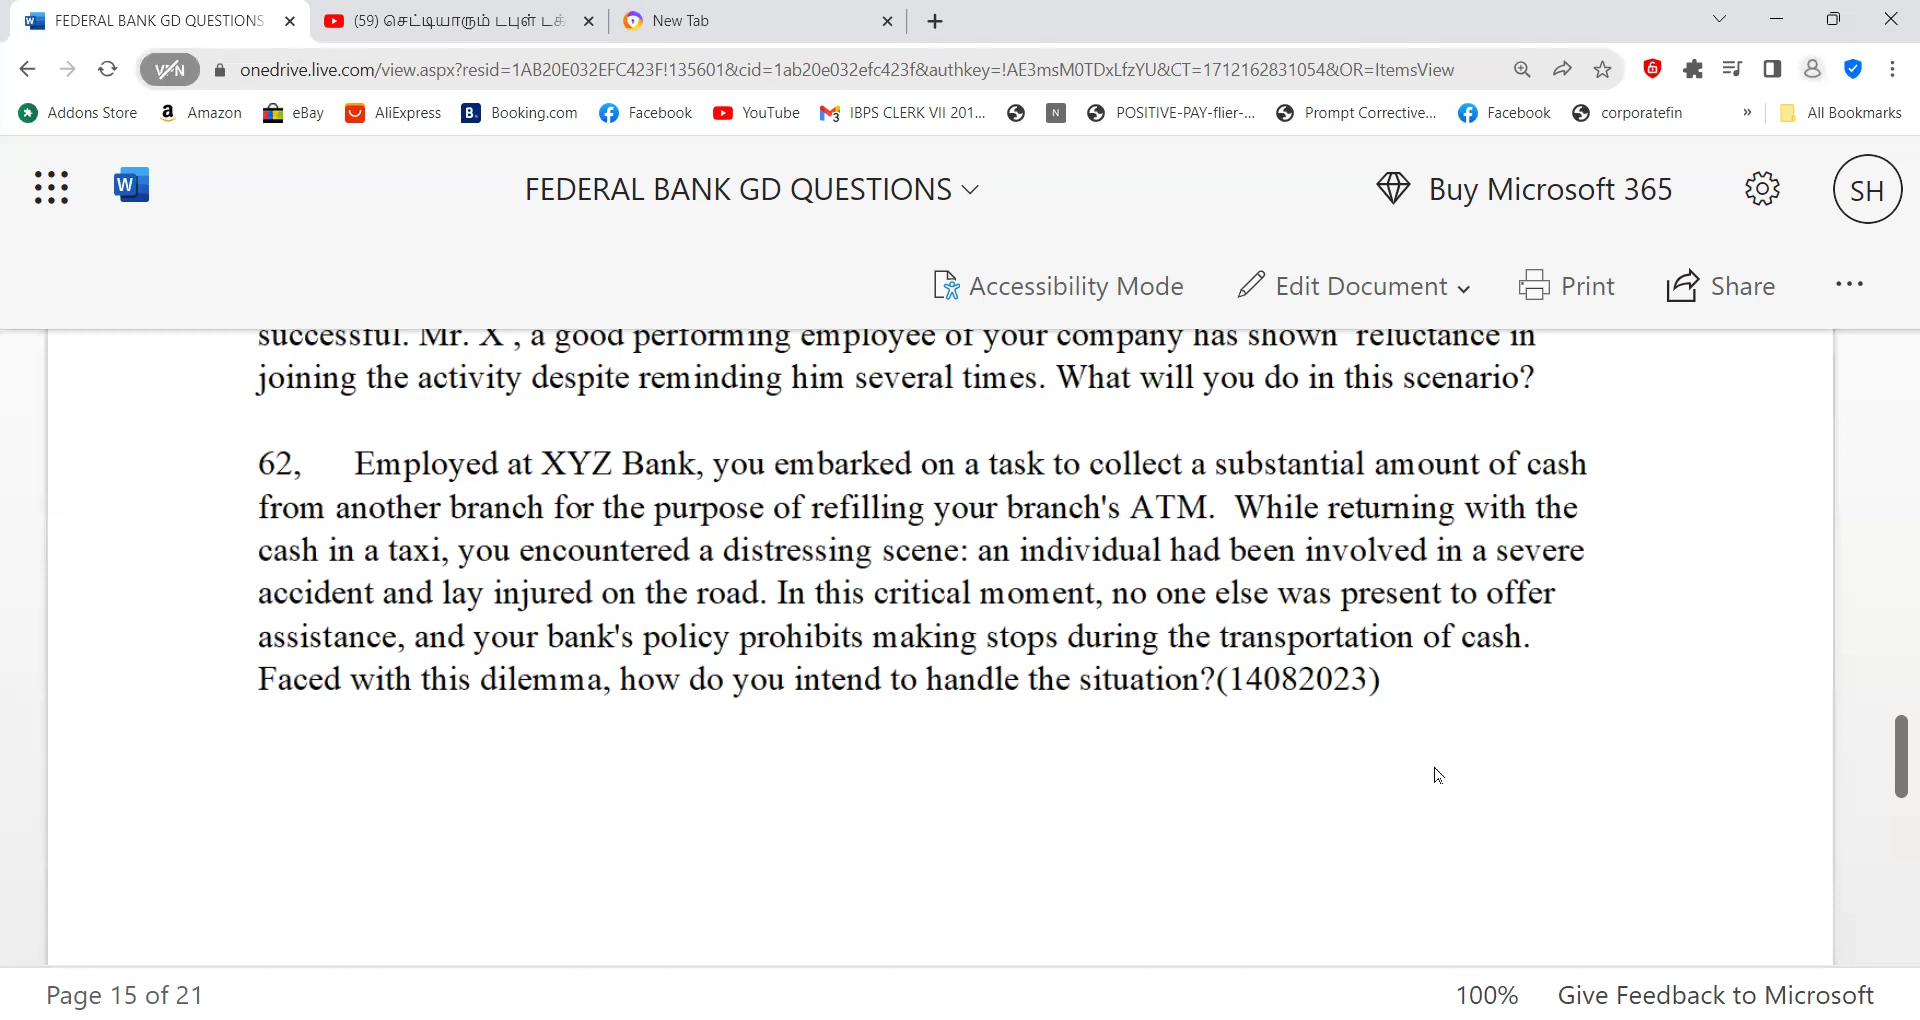 FEDERAL BANK GD QUESTIONS
(59) செட்டியாரும் டபுள் டக்
New Tab
VPN
onedrive.live.com/view.aspx?resid=1AB20E032EFC423F!135601&cid=1ab20e032efc423f&authkey=!AE3msM0TDxLfzYU&CT=1712162831054&OR=ItemsView
Addons Store
Amazon
eBay
AliExpress
Booking.com
Facebook
YouTube
IBPS CLERK VII 201...
N
POSITIVE-PAY-flier-...
Prompt Corrective...
Facebook
corporatefin
»
All Bookmarks
FEDERAL BANK GD QUESTIONS
Buy Microsoft 365
SH
Accessibility Mode
Edit Document
Print
Share
successful. Mr. X , a good performing employee of your company has shown reluctance in
joining the activity despite reminding him several times. What will you do in this scenario?
62, Employed at XYZ Bank, you embarked on a task to collect a substantial amount of cash
from another branch for the purpose of refilling your branch's ATM. While returning with the
cash in a taxi, you encountered a distressing scene: an individual had been involved in a severe
accident and lay injured on the road. In this critical moment, no one else was present to offer
assistance, and your bank's policy prohibits making stops during the transportation of cash.
Faced with this dilemma, how do you intend to handle the situation?(14082023)
Page 15 of 21
100%
Give Feedback to Microsoft